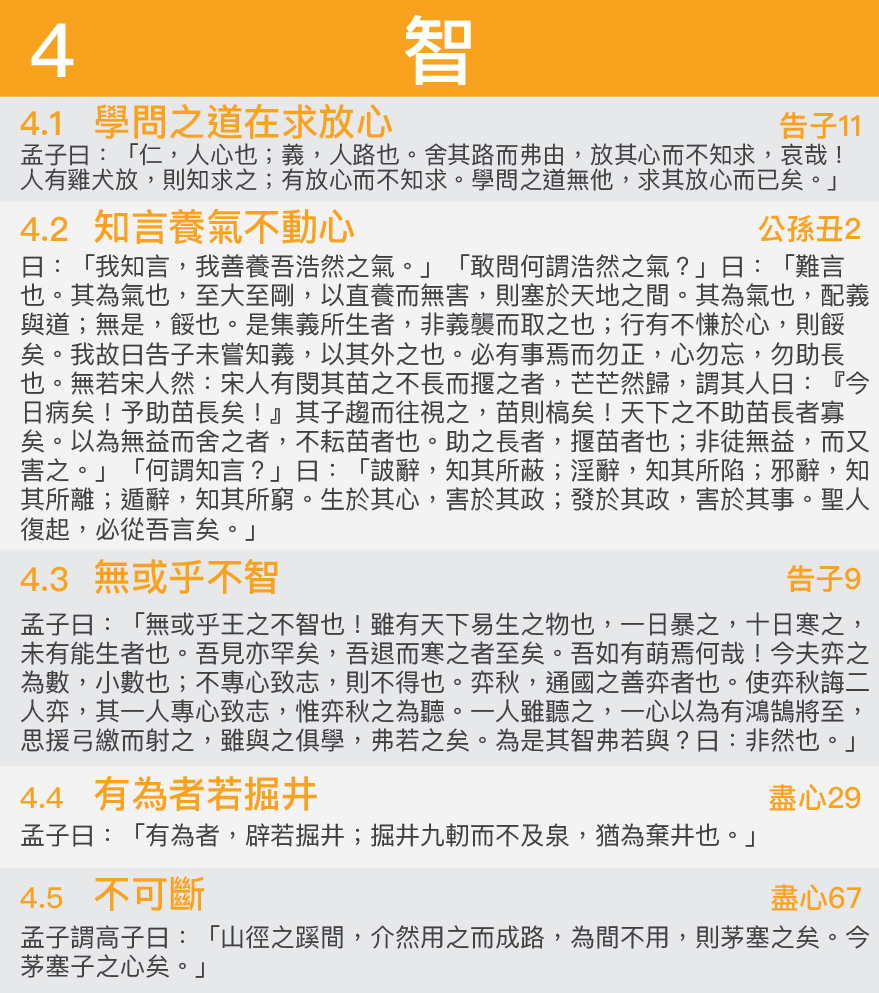 4 智
4.1 學問之道在求放心 告子11
孟子曰：「仁，人心也；義，人路也。舍其路而弗由，放其心而不知求，哀哉！
人有雞犬放，則知求之；有放心而不知求。學問之道無他，求其放心而已矣。」
4.2 知言養氣不動心 公孫丑2
曰：「我知言，我善養吾浩然之氣。」「敢問何謂浩然之氣？」曰：「難言
也。其為氣也，至大至剛，以直養而無害，則塞於天地之間。其為氣也，配義
與道；無是，餒也。是集義所生者，非義襲而取之也；行有不慊於心，則餒
矣。我故曰告子未嘗知義，以其外之也。必有事焉而勿正，心勿忘，勿助長
也。無若宋人然：宋人有閔其苗之不長而揠之者，芒芒然歸，謂其人曰：『今
日病矣！予助苗長矣！』其子趨而往視之，苗則槁矣！天下之不助苗長者寡
矣。以為無益而舍之者，不耘苗者也。助之長者，揠苗者也；非徒無益，而又
害之。」「何謂知言？」曰：「詖辭，知其所蔽；淫辭，知其所陷；邪辭，知
其所離；遁辭，知其所窮。生於其心，害於其政；發於其政，害於其事。聖人
復起，必從吾言矣。」
4.3 無或乎不智 告子9
孟子曰：「無或乎王之不智也！雖有天下易生之物也，一日暴之，十日寒之，
未有能生者也。吾見亦罕矣，吾退而寒之者至矣。吾如有萌焉何哉！今夫弈之
為數，小數也；不專心致志，則不得也。弈秋，通國之善弈者也。使弈秋誨二
人弈，其一人專心致志，惟弈秋之為聽。一人雖聽之，一心以為有鴻鵠將至，
思援弓繳而射之，雖與之俱學，弗若之矣。為是其智弗若與？曰：非然也。」
4.4 有為者若掘井 盡心29
孟子曰：「有為者，辟若掘井；掘井九軔而不及泉，猶為棄井也。」
4.5 不可斷 盡心67
孟子謂高子曰：「山徑之蹊間，介然用之而成路，為間不用，則茅塞之矣。今
茅塞子之心矣。」